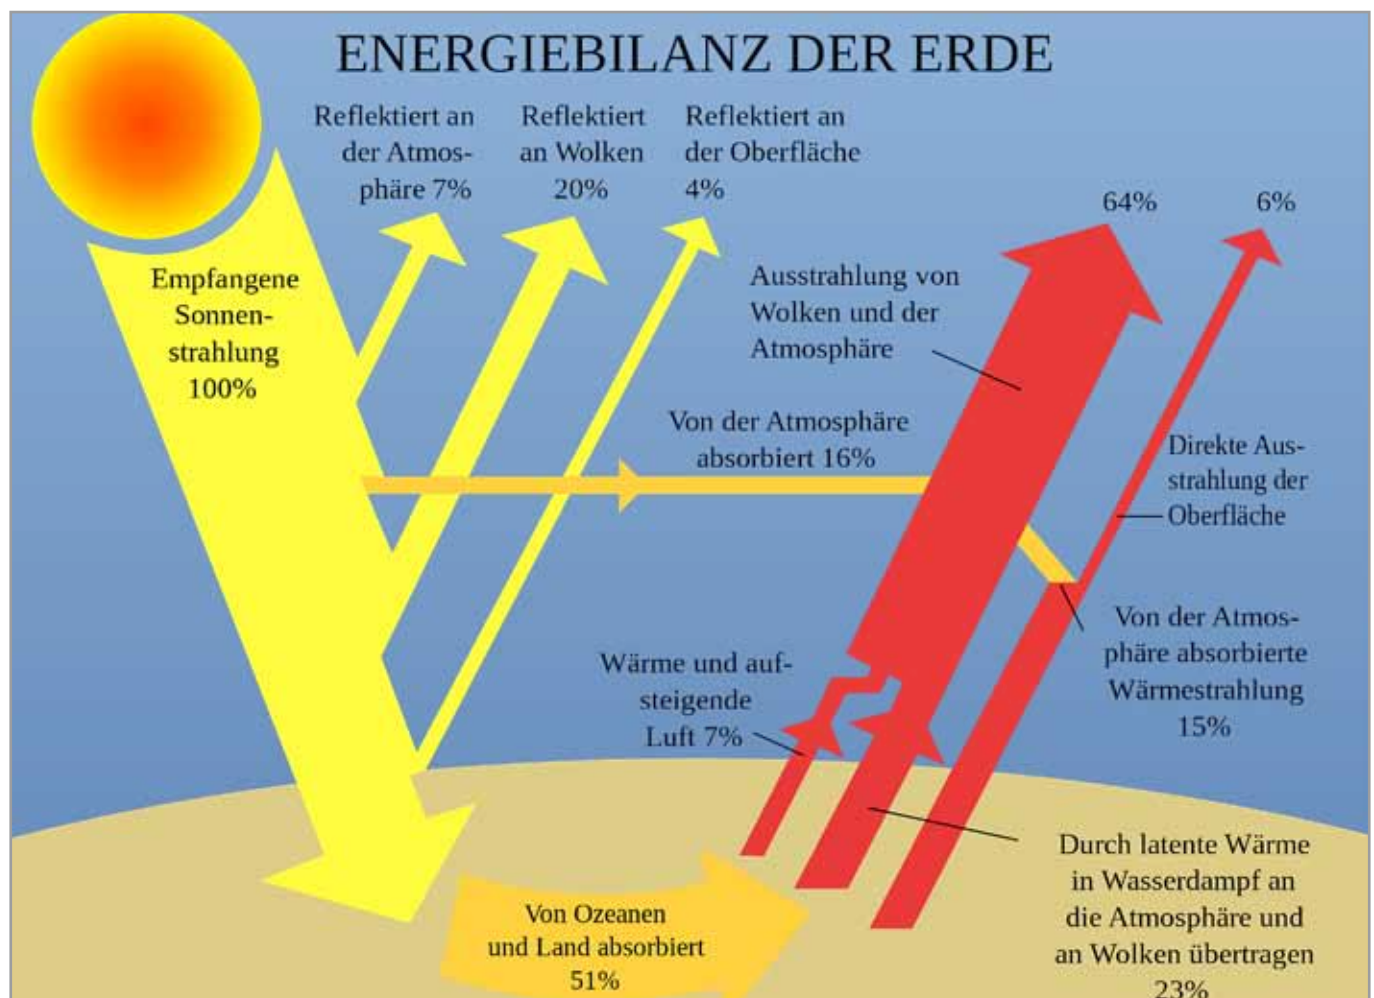 ENERGIEBILANZ DER ERDE
Reflektiert an
der Atmos-
phäre 7%
Reflektiert
an Wolken
20%
Reflektiert an
der Oberfläche
4%
64%
6%
Empfangene
Sonnen-
strahlung
100%
Ausstrahlung von
Wolken und der
Atmosphäre
Von der Atmosphäre
absorbiert 16%
Direkte Aus-
strahlung der
Oberfläche
Von der Atmos-
phäre absorbierte
Wärmestrahlung
15%
Wärme und auf-
steigende
Luft 7%
Durch latente Wärme
in Wasserdampf an
die Atmosphäre und
an Wolken übertragen
23%
Von Ozeanen
und Land absorbiert
51%